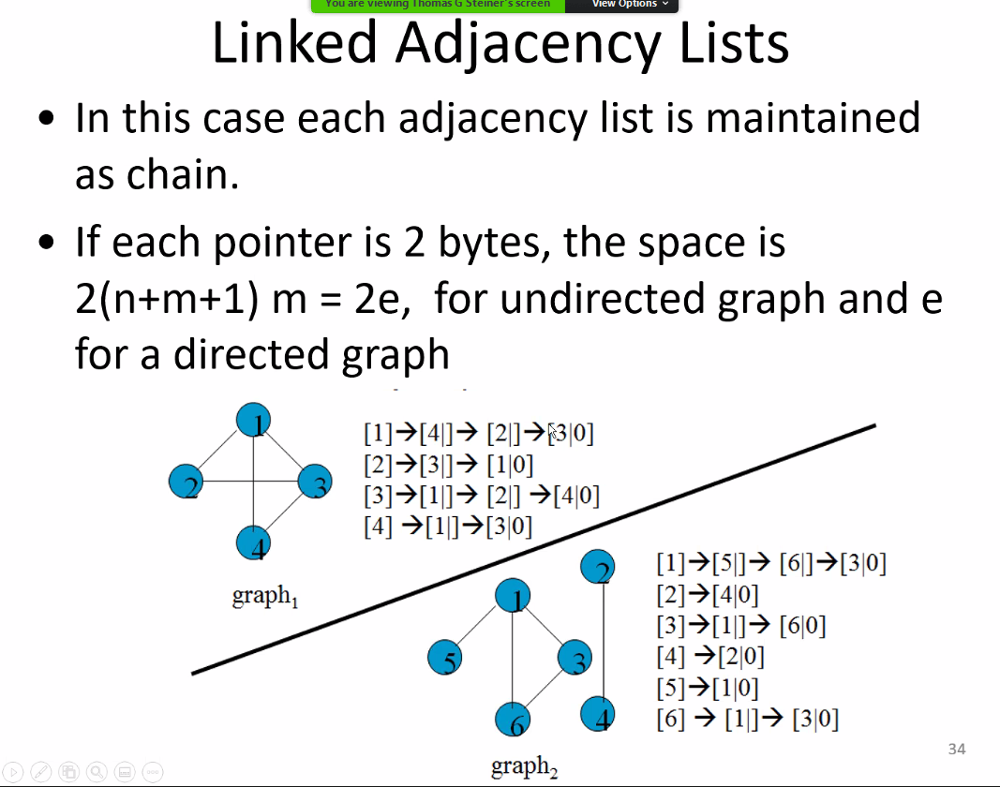 You are viewing Thomas G Steiner's screen View Options
Linked Adjacency Lists
• In this case each adjacency list is maintained
as chain.
• If each pointer is 2 bytes, the space is
2(n+m+1) m = 2e, for undirected graph and e
for a directed graph
1
2
3
4
graph₁
[1]→[4|]→ [2|]→[3|0]
[2]→[3|]→ [1|0]
[3]→[1|]→ [2|] →[4|0]
[4] →[1|]→[3|0]
2
1
5
3
6
4
graph₂
[1]→[5|]→ [6|]→[3|0]
[2]→[4|0]
[3]→[1|]→ [6|0]
[4] →[2|0]
[5]→[1|0]
[6] → [1|]→ [3|0]
34